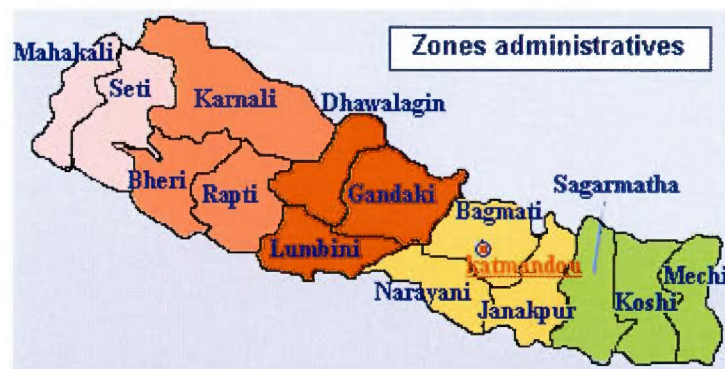 Zones administratives
Mahakali
Seti
Karnali
Dhawalagin
Bheri
Rapti
Gandaki
Sagarmatha
Bagmati
Lumbini
katmandou
Narayani
Janakpur
Koshi
Mechi